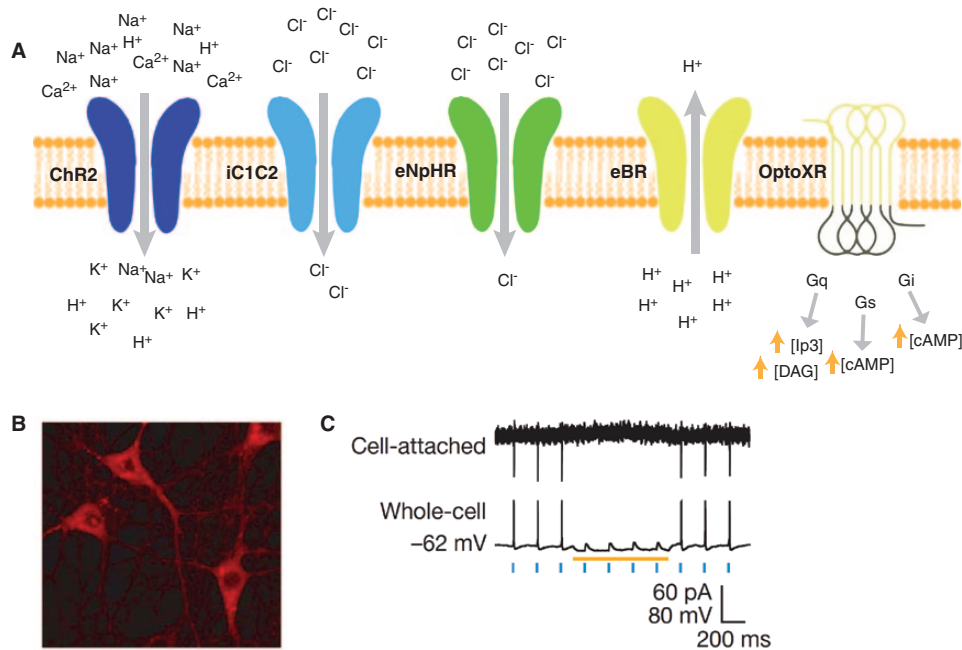 A
Na⁺ Na⁺ Na⁺ H⁺ Na⁺ H⁺ Na⁺ Ca²⁺ Na⁺ Ca²⁺ Na⁺ Ca²⁺
Cl⁻ Cl⁻ Cl⁻ Cl⁻ Cl⁻ Cl⁻
Cl⁻ Cl⁻ Cl⁻ Cl⁻ Cl⁻ Cl⁻ Cl⁻
H⁺
ChR2
iC1C2
eNpHR
eBR
OptoXR
K⁺ Na⁺ Na⁺ K⁺
H⁺ K⁺ K⁺ K⁺ H⁺
H⁺
Cl⁻
Cl⁻
Cl⁻
H⁺ H⁺ H⁺
H⁺ H⁺ H⁺
Gq
Gs
Gi
[Ip3]
[DAG]
[cAMP]
[cAMP]
B
C
Cell-attached
Whole-cell
–62 mV
60 pA
80 mV
200 ms